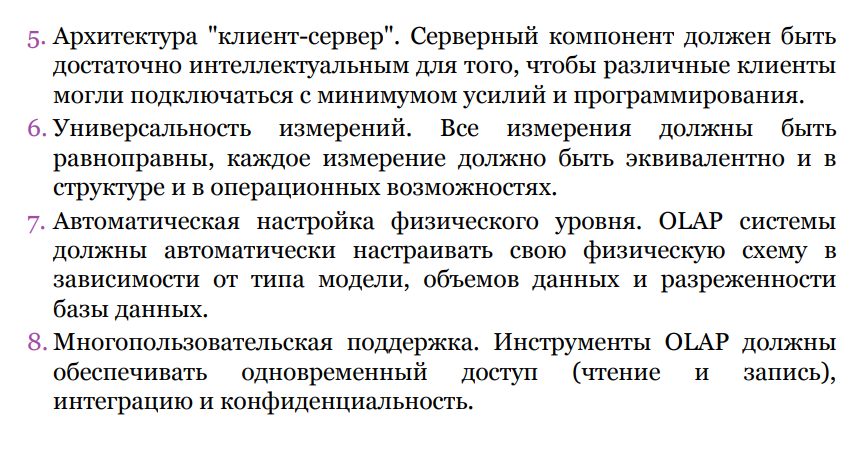 5. Архитектура "клиент-сервер". Серверный компонент должен быть
достаточно интеллектуальным для того, чтобы различные клиенты
могли подключаться с минимумом усилий и программирования.
6. Универсальность измерений. Все измерения должны быть
равноправны, каждое измерение должно быть эквивалентно и в
структуре и в операционных возможностях.
7. Автоматическая настройка физического уровня. OLAP системы
должны автоматически настраивать свою физическую схему в
зависимости от типа модели, объемов данных и разреженности
базы данных.
8. Многопользовательская поддержка. Инструменты OLAP должны
обеспечивать одновременный доступ (чтение и запись),
интеграцию и конфиденциальность.